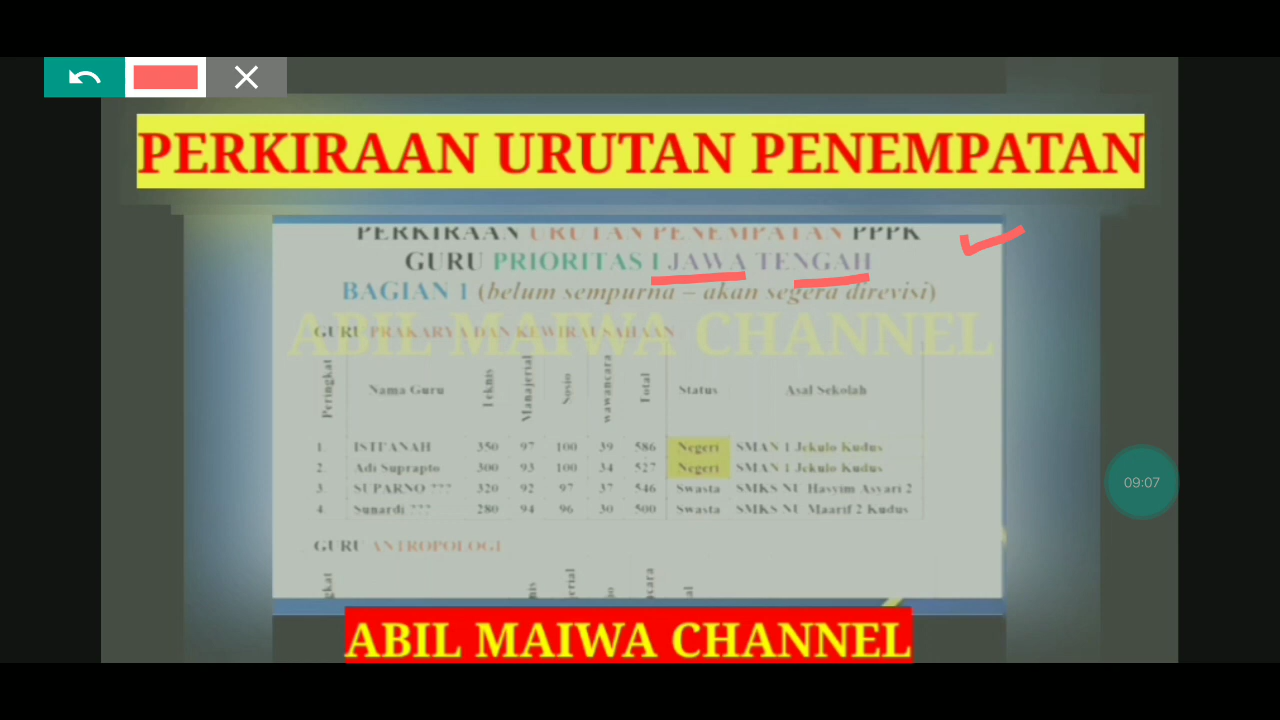 PERKIRAAN URUTAN PENEMPATAN
PERKIRAAN URUTAN PENEMPATAN PPPK
GURU PRIORITAS I JAWA TENGAH
BAGIAN 1 (belum sempurna – akan segera direvisi)
ABIL MAIWA CHANNEL
GURU PRAKARYA DAN KEWIRAUSAHAAN
Peringkat Nama Guru Teknis Manajerial Sosio wawancara Total Status Asal Sekolah
1. ISTI'ANAH 350 97 100 39 586 Negeri SMAN 1 Jekulo Kudus
2. Adi Suprapto 300 93 100 34 527 Negeri SMAN 1 Jekulo Kudus
3. SUPARNO ??? 320 92 97 37 546 Swasta SMKS NU Hasyim Asyari 2
4. Sunardi ??? 280 94 96 30 500 Swasta SMKS NU Maarif 2 Kudus
GURU ANTROPOLOGI
09:07
ABIL MAIWA CHANNEL